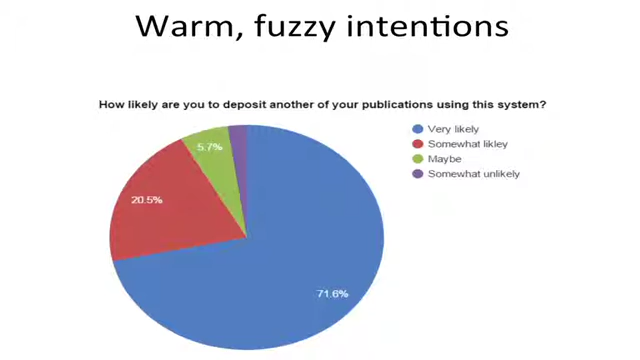 Warm, fuzzy intentions
How likely are you to deposit another of your publications using this system?
Very likely
Somewhat likley
Maybe
Somewhat unlikely
5.7%
20.5%
71.6%